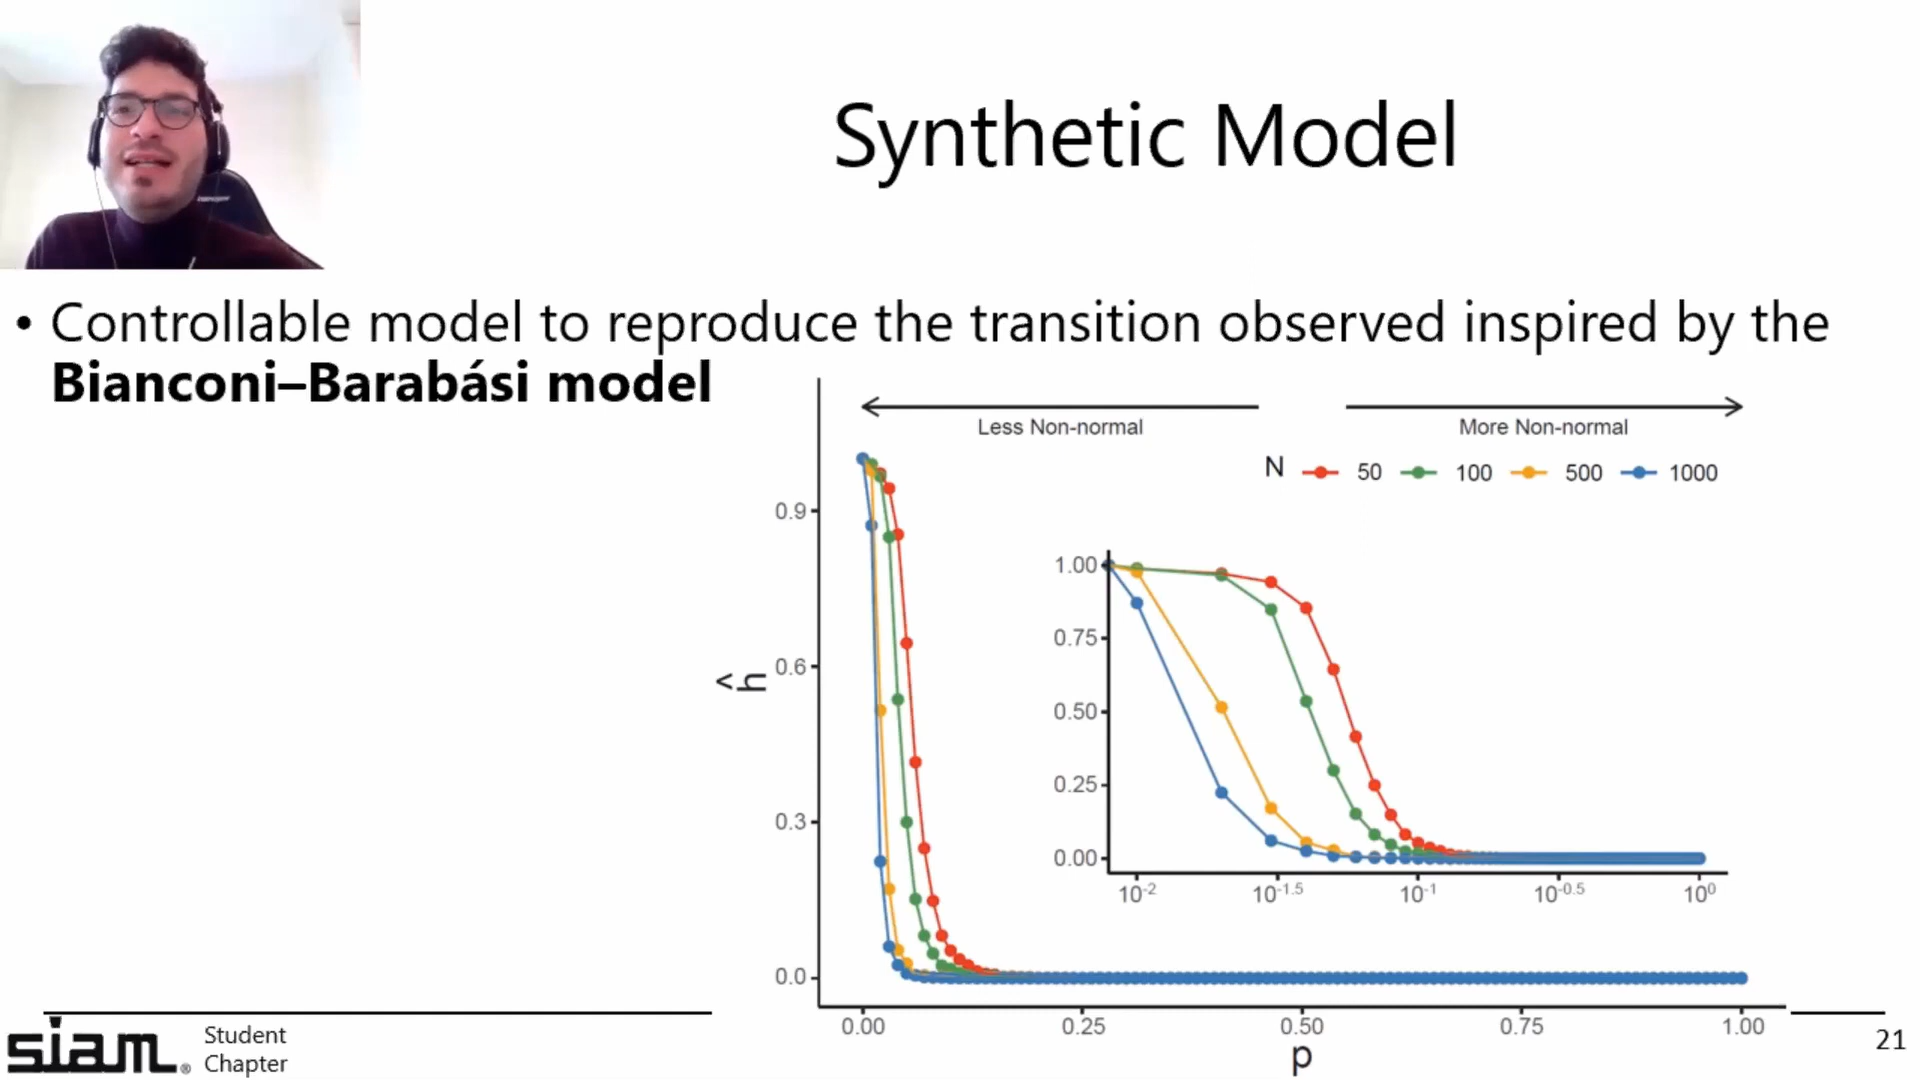 Synthetic Model
• Controllable model to reproduce the transition observed inspired by the
Bianconi–Barabási model
Less Non-normal
More Non-normal
N 50 100 500 1000
0.9
0.6
0.3
0.0
ĥ
1.00
0.75
0.50
0.25
0.00
10⁻² 10⁻¹·⁵ 10⁻¹ 10⁻⁰·⁵ 10⁰
0.00 0.25 0.50 0.75 1.00
p
siam®
Student
Chapter
21